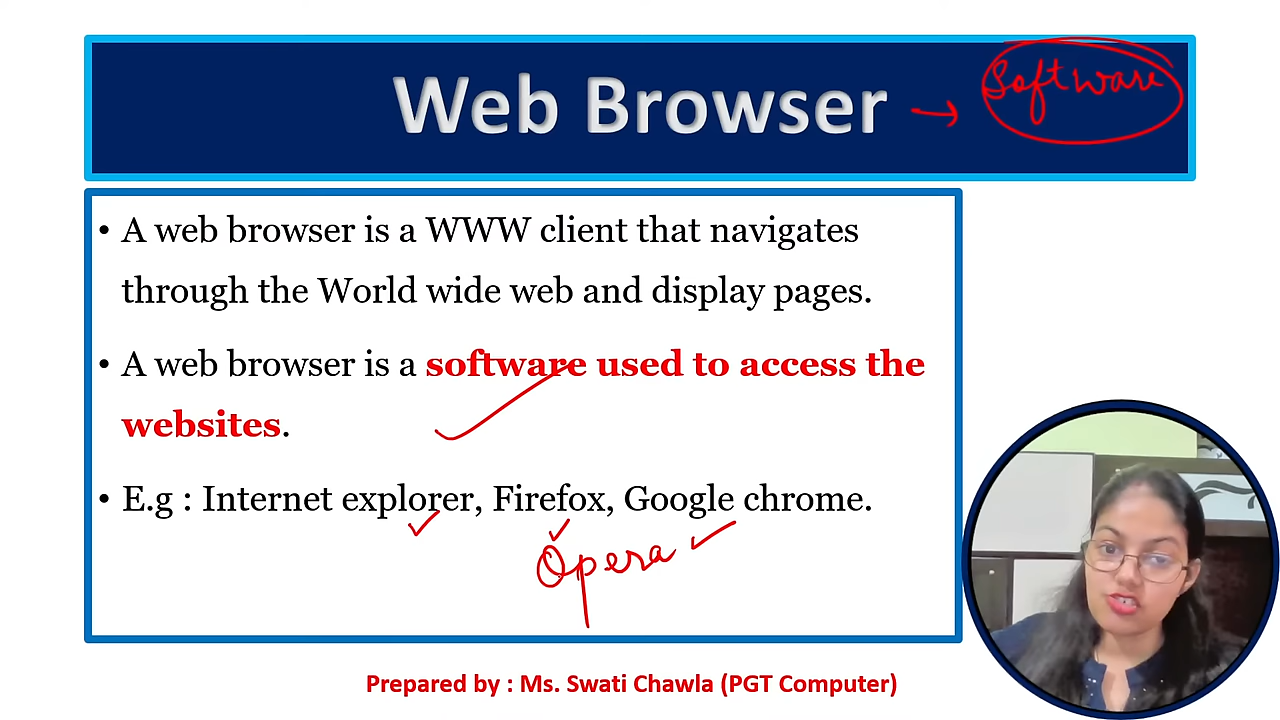 Web Browser → Software
• A web browser is a WWW client that navigates
through the World wide web and display pages.
• A web browser is a software used to access the
websites.
• E.g : Internet explorer, Firefox, Google chrome.
Opera
Prepared by : Ms. Swati Chawla (PGT Computer)